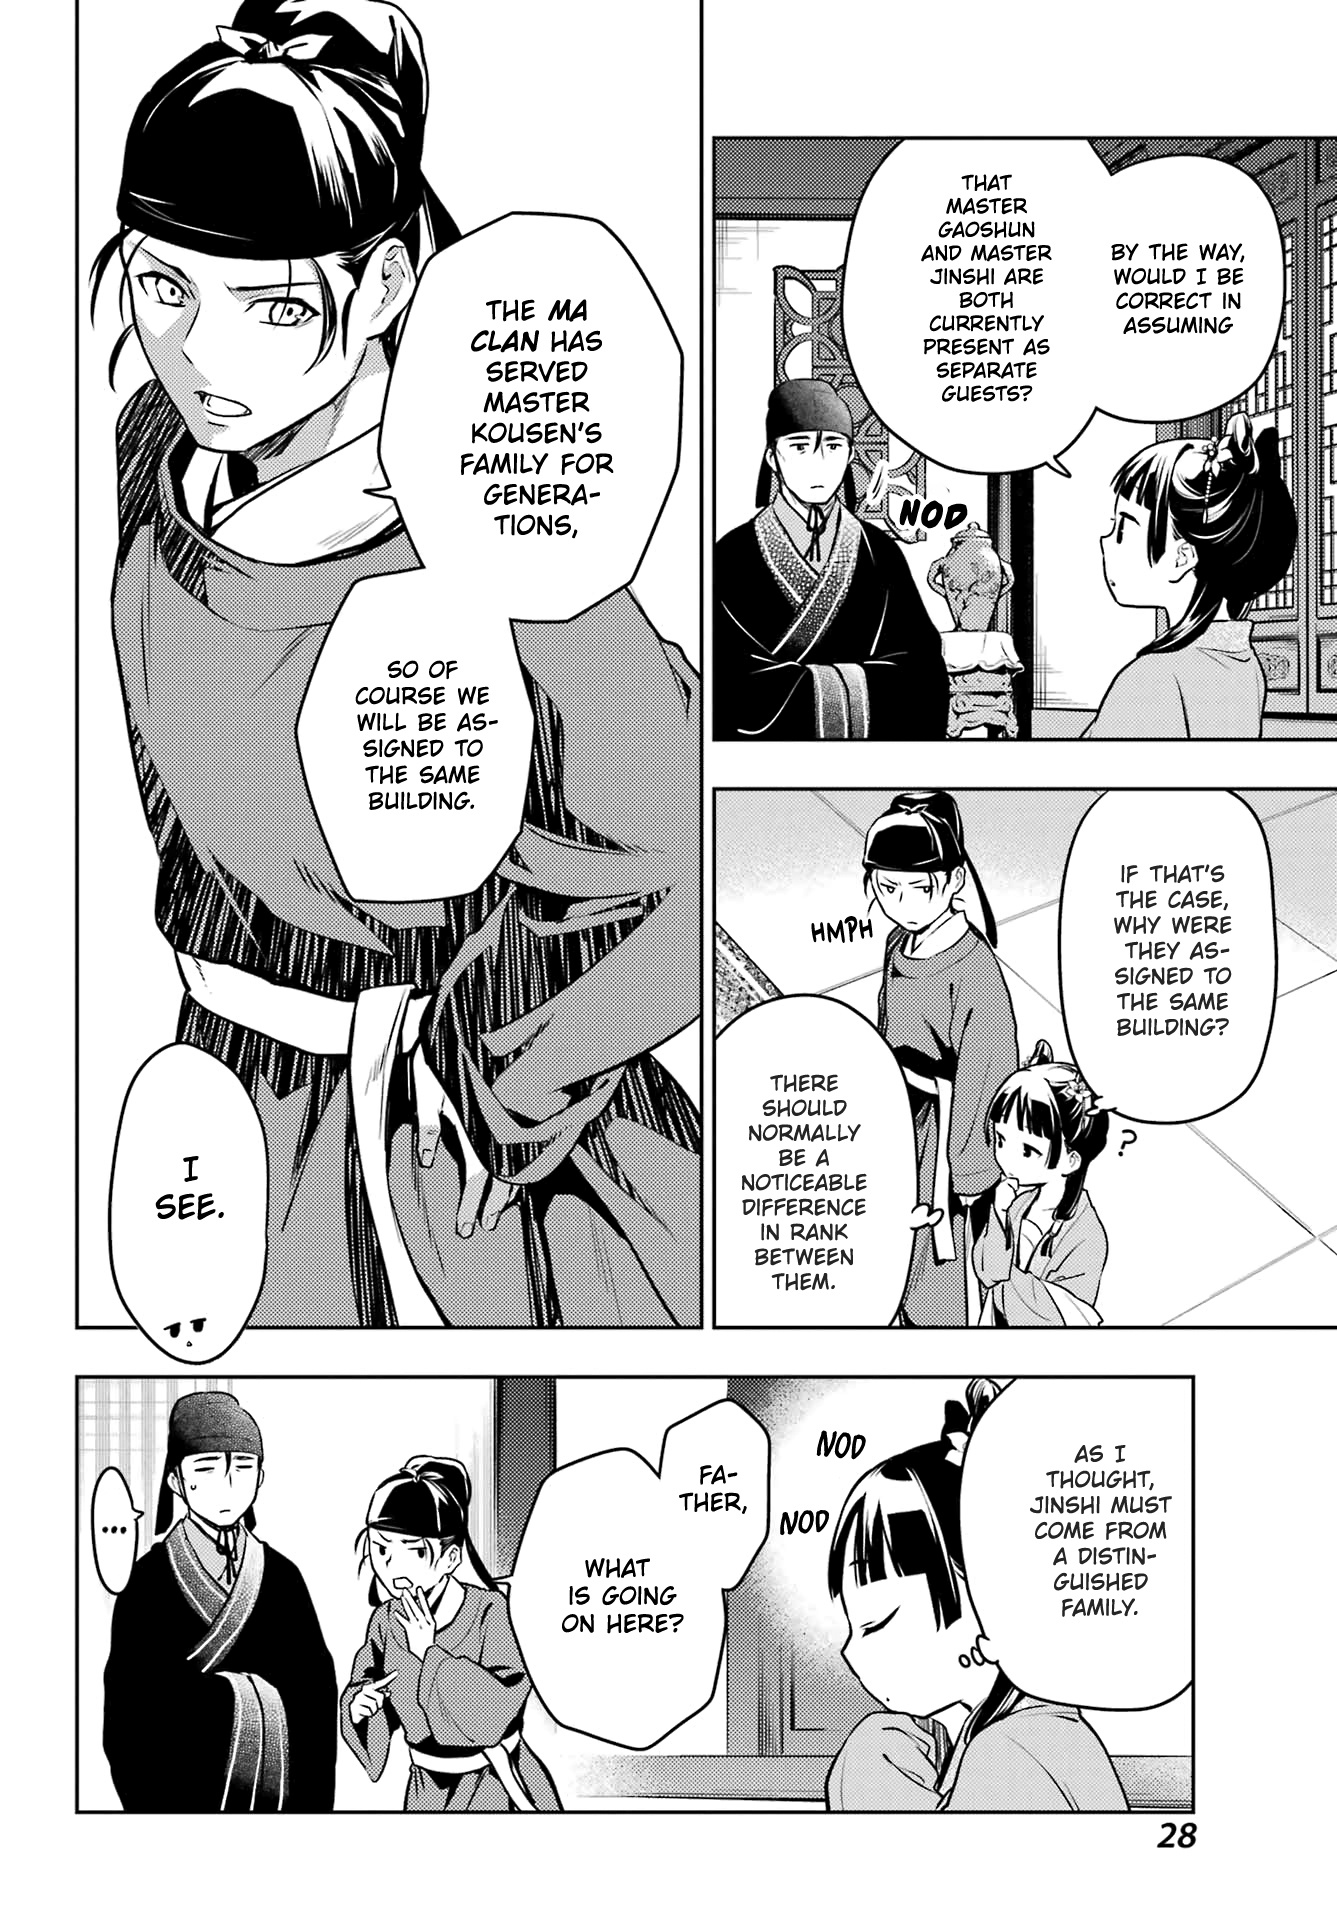 BY THE WAY,
WOULD I BE
CORRECT IN
ASSUMING
THAT
MASTER
GAOSHUN
AND MASTER
JINSHI ARE
BOTH
CURRENTLY
PRESENT AS
SEPARATE
GUESTS?
NOD
IF THAT'S
THE CASE,
WHY WERE
THEY AS-
SIGNED TO
THE SAME
BUILDING?
?
HMPH
THERE
SHOULD
NORMALLY
BE A
NOTICEABLE
DIFFERENCE
IN RANK
BETWEEN
THEM.
THE MA
CLAN HAS
SERVED
MASTER
KOUSEN'S
FAMILY FOR
GENERA-
TIONS,
SO OF
COURSE WE
WILL BE AS-
SIGNED TO
THE SAME
BUILDING.
I
SEE.
AS I
THOUGHT,
JINSHI MUST
COME FROM
A DISTIN-
GUISHED
FAMILY.
NOD
NOD
FA-
THER,
WHAT
IS GOING
ON HERE?
...
28